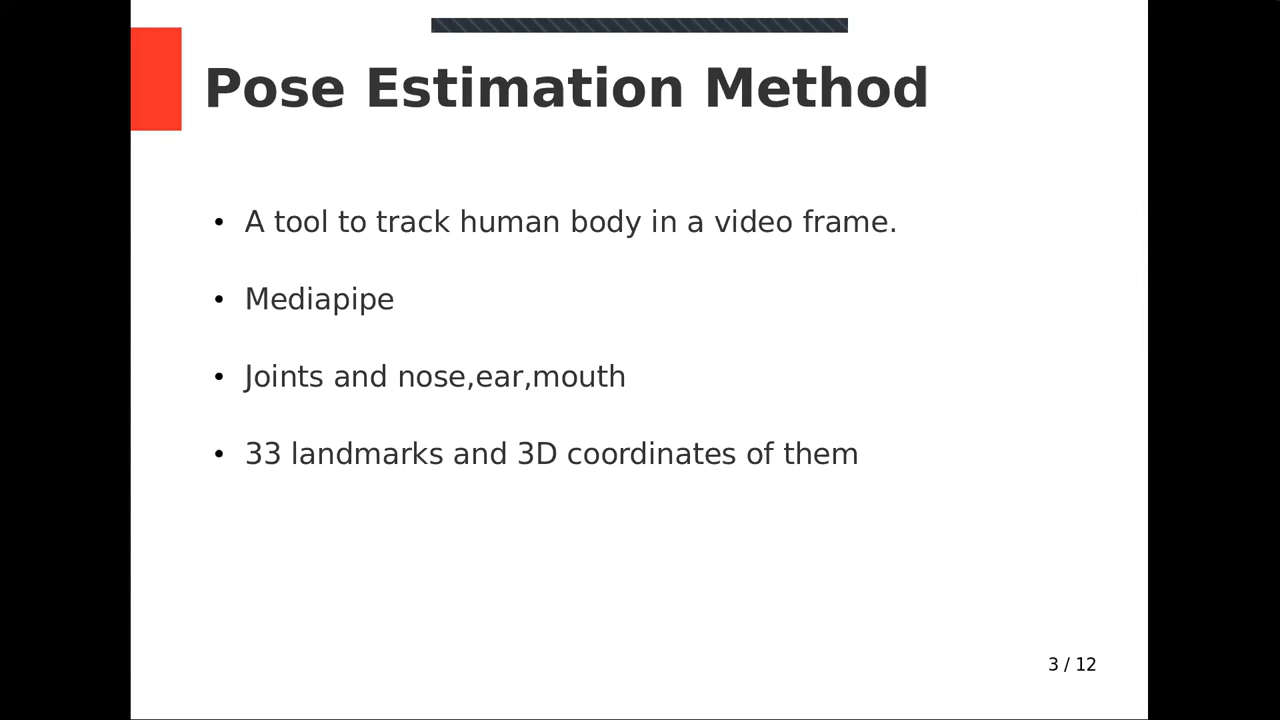 Pose Estimation Method
• A tool to track human body in a video frame.
• Mediapipe
• Joints and nose,ear,mouth
• 33 landmarks and 3D coordinates of them
3 / 12